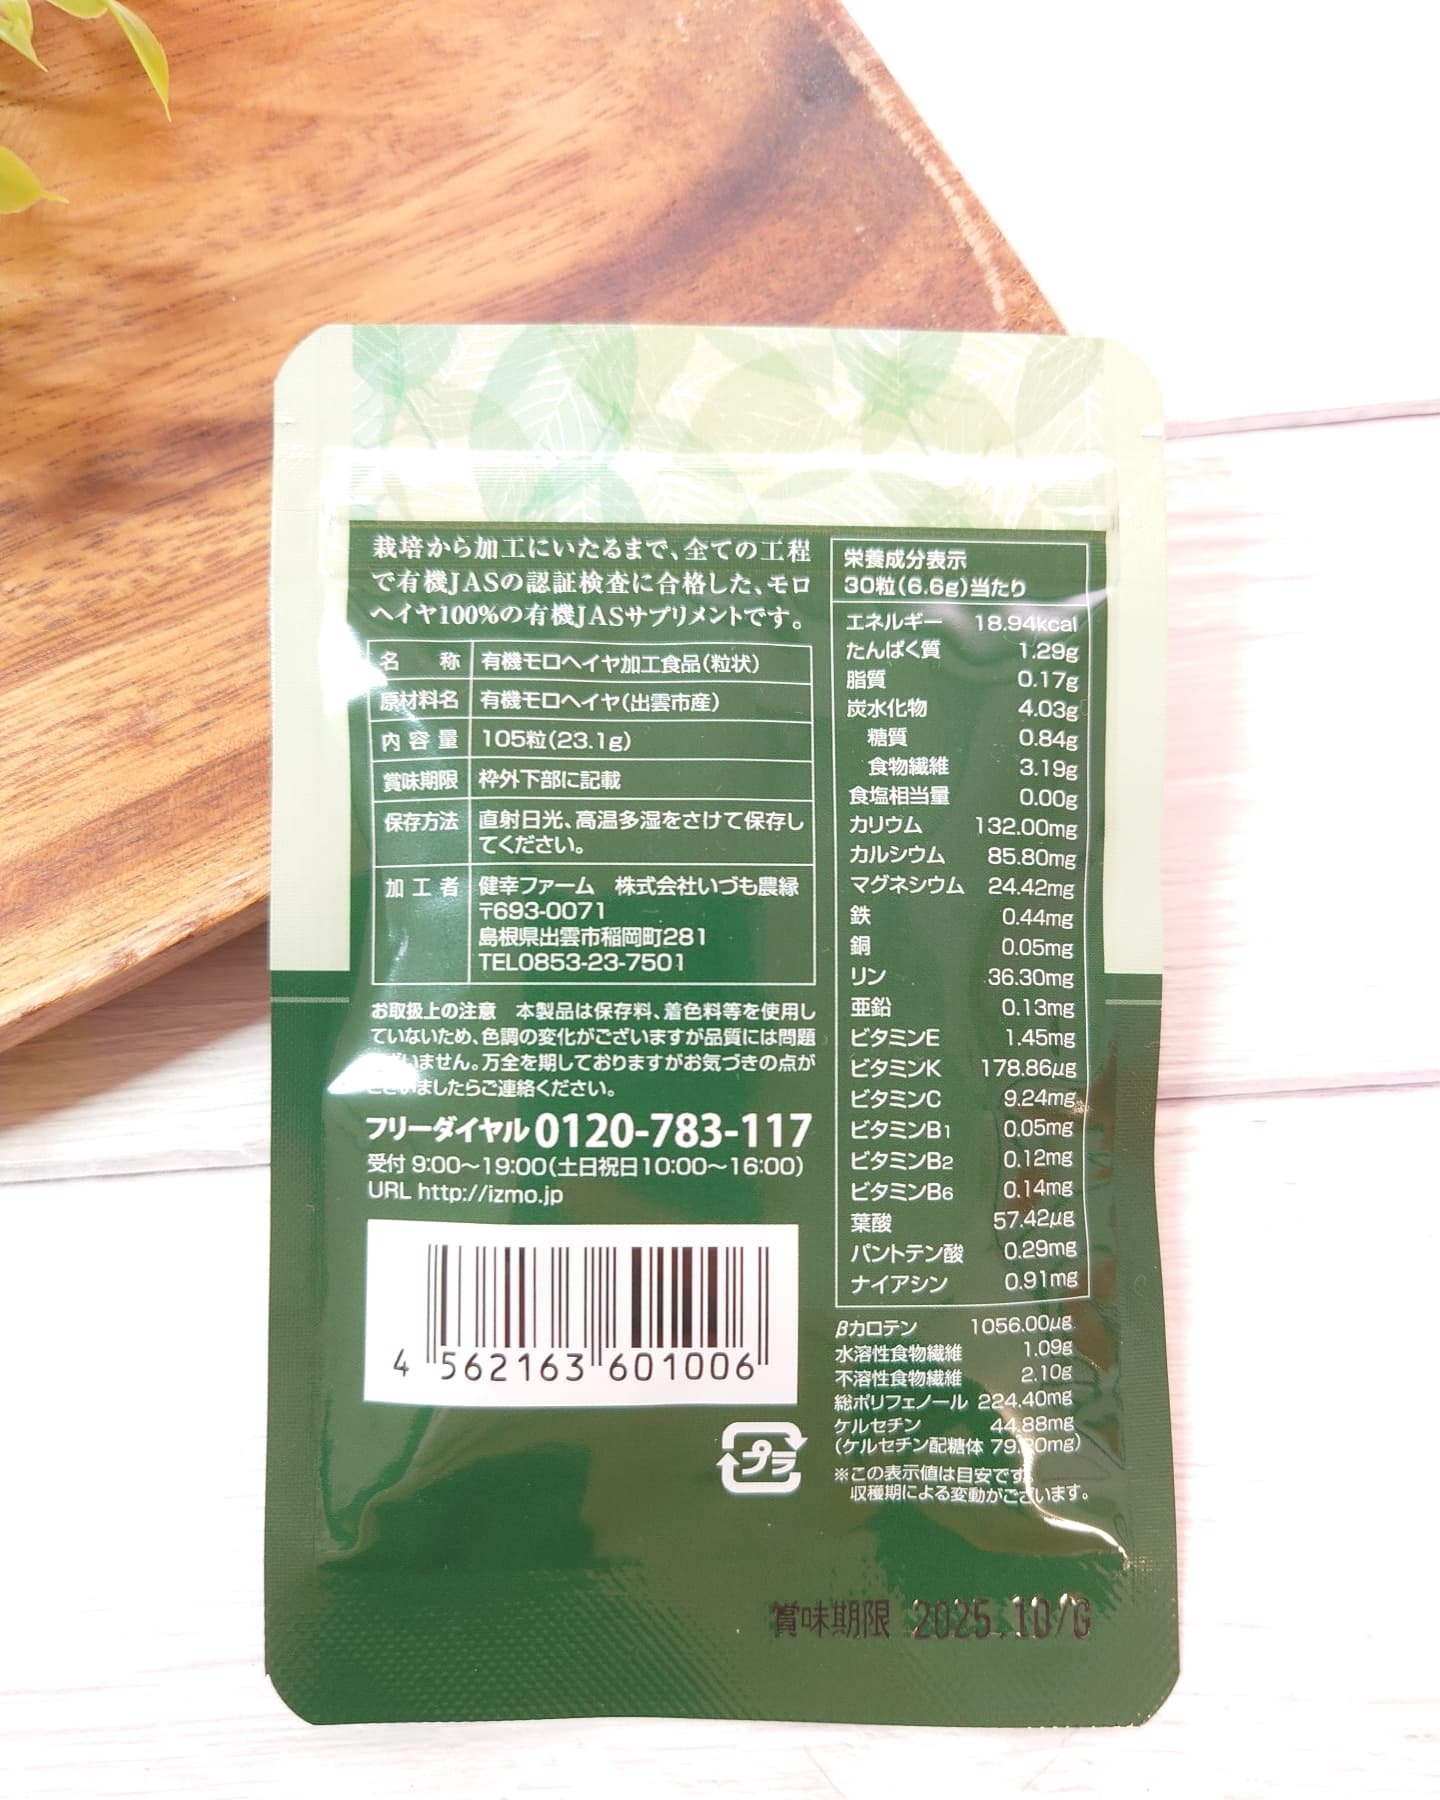 栽培から加工にいたるまで、全ての工程
で有機JASの認証検査に合格した、モロ
ヘイヤ100%の有機JASサプリメントです。
名 称 有機モロヘイヤ加工食品(粒状)
原材料名 有機モロヘイヤ(出雲市産)
内容量 105粒(23.1g)
賞味期限 枠外下部に記載
保存方法 直射日光、高温多湿をさけて保存し
てください。
加工者 健幸ファーム 株式会社いづも農縁
〒693-0071
島根県出雲市稲岡町281
TEL0853-23-7501
お取扱上の注意 本製品は保存料、着色料等を使用し
ていないため、色調の変化がございますが品質には問題
ございません。万全を期しておりますがお気づきの点が
ございましたらご連絡ください。
フリーダイヤル 0120-783-117
受付 9:00〜19:00(土日祝日10:00〜16:00)
URL http://izmo.jp
4 562163 601006
プラ
栄養成分表示
30粒(6.6g)当たり
エネルギー 18.94kcal
たんぱく質 1.29g
脂質 0.17g
炭水化物 4.03g
糖質 0.84g
食物繊維 3.19g
食塩相当量 0.00g
カリウム 132.00mg
カルシウム 85.80mg
マグネシウム 24.42mg
鉄 0.44mg
銅 0.05mg
リン 36.30mg
亜鉛 0.13mg
ビタミンE 1.45mg
ビタミンK 178.86μg
ビタミンC 9.24mg
ビタミンB1 0.05mg
ビタミンB2 0.12mg
ビタミンB6 0.14mg
葉酸 57.42μg
パントテン酸 0.29mg
ナイアシン 0.91mg
βカロテン 1056.00μg
水溶性食物繊維 1.09g
不溶性食物繊維 2.10g
総ポリフェノール 224.40mg
ケルセチン 44.88mg
(ケルセチン配糖体 79.20mg)
※この表示値は目安です。
収穫期による変動がございます。
賞味期限 2025.10/G